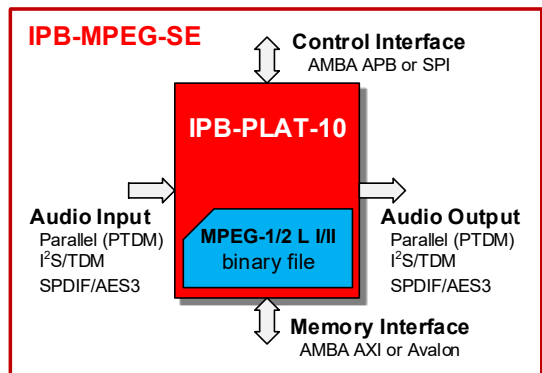 IPB-MPEG-SE
Control Interface
AMBA APB or SPI
IPB-PLAT-10
Audio Input
Parallel (PTDM)
I²S/TDM
SPDIF/AES3
MPEG-1/2 L I/II
binary file
Audio Output
Parallel (PTDM)
I²S/TDM
SPDIF/AES3
Memory Interface
AMBA AXI or Avalon